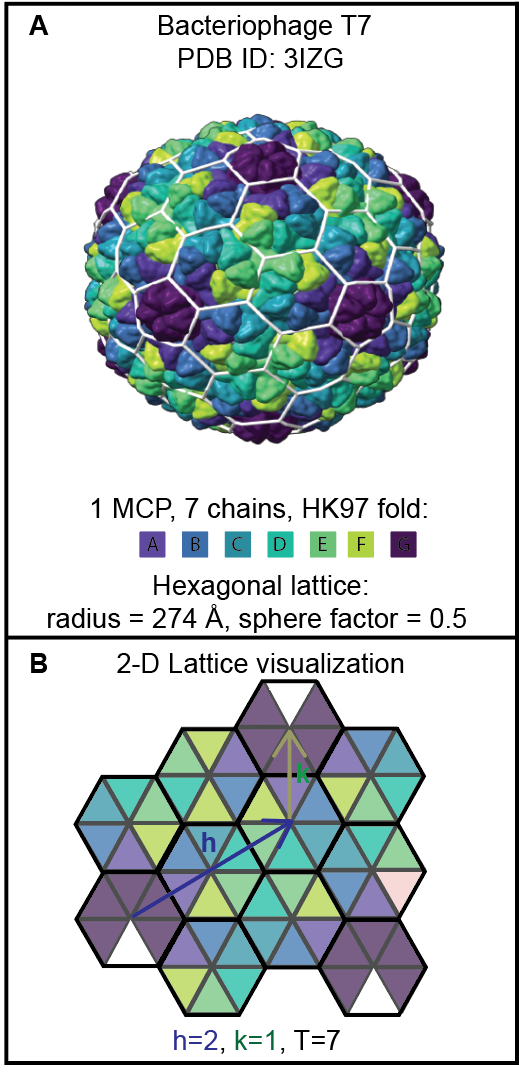 A
Bacteriophage T7
PDB ID: 3IZG
1 MCP, 7 chains, HK97 fold:
A B C D E F G
Hexagonal lattice:
radius = 274 Å, sphere factor = 0.5
B
2-D Lattice visualization
k
h
h=2, k=1, T=7